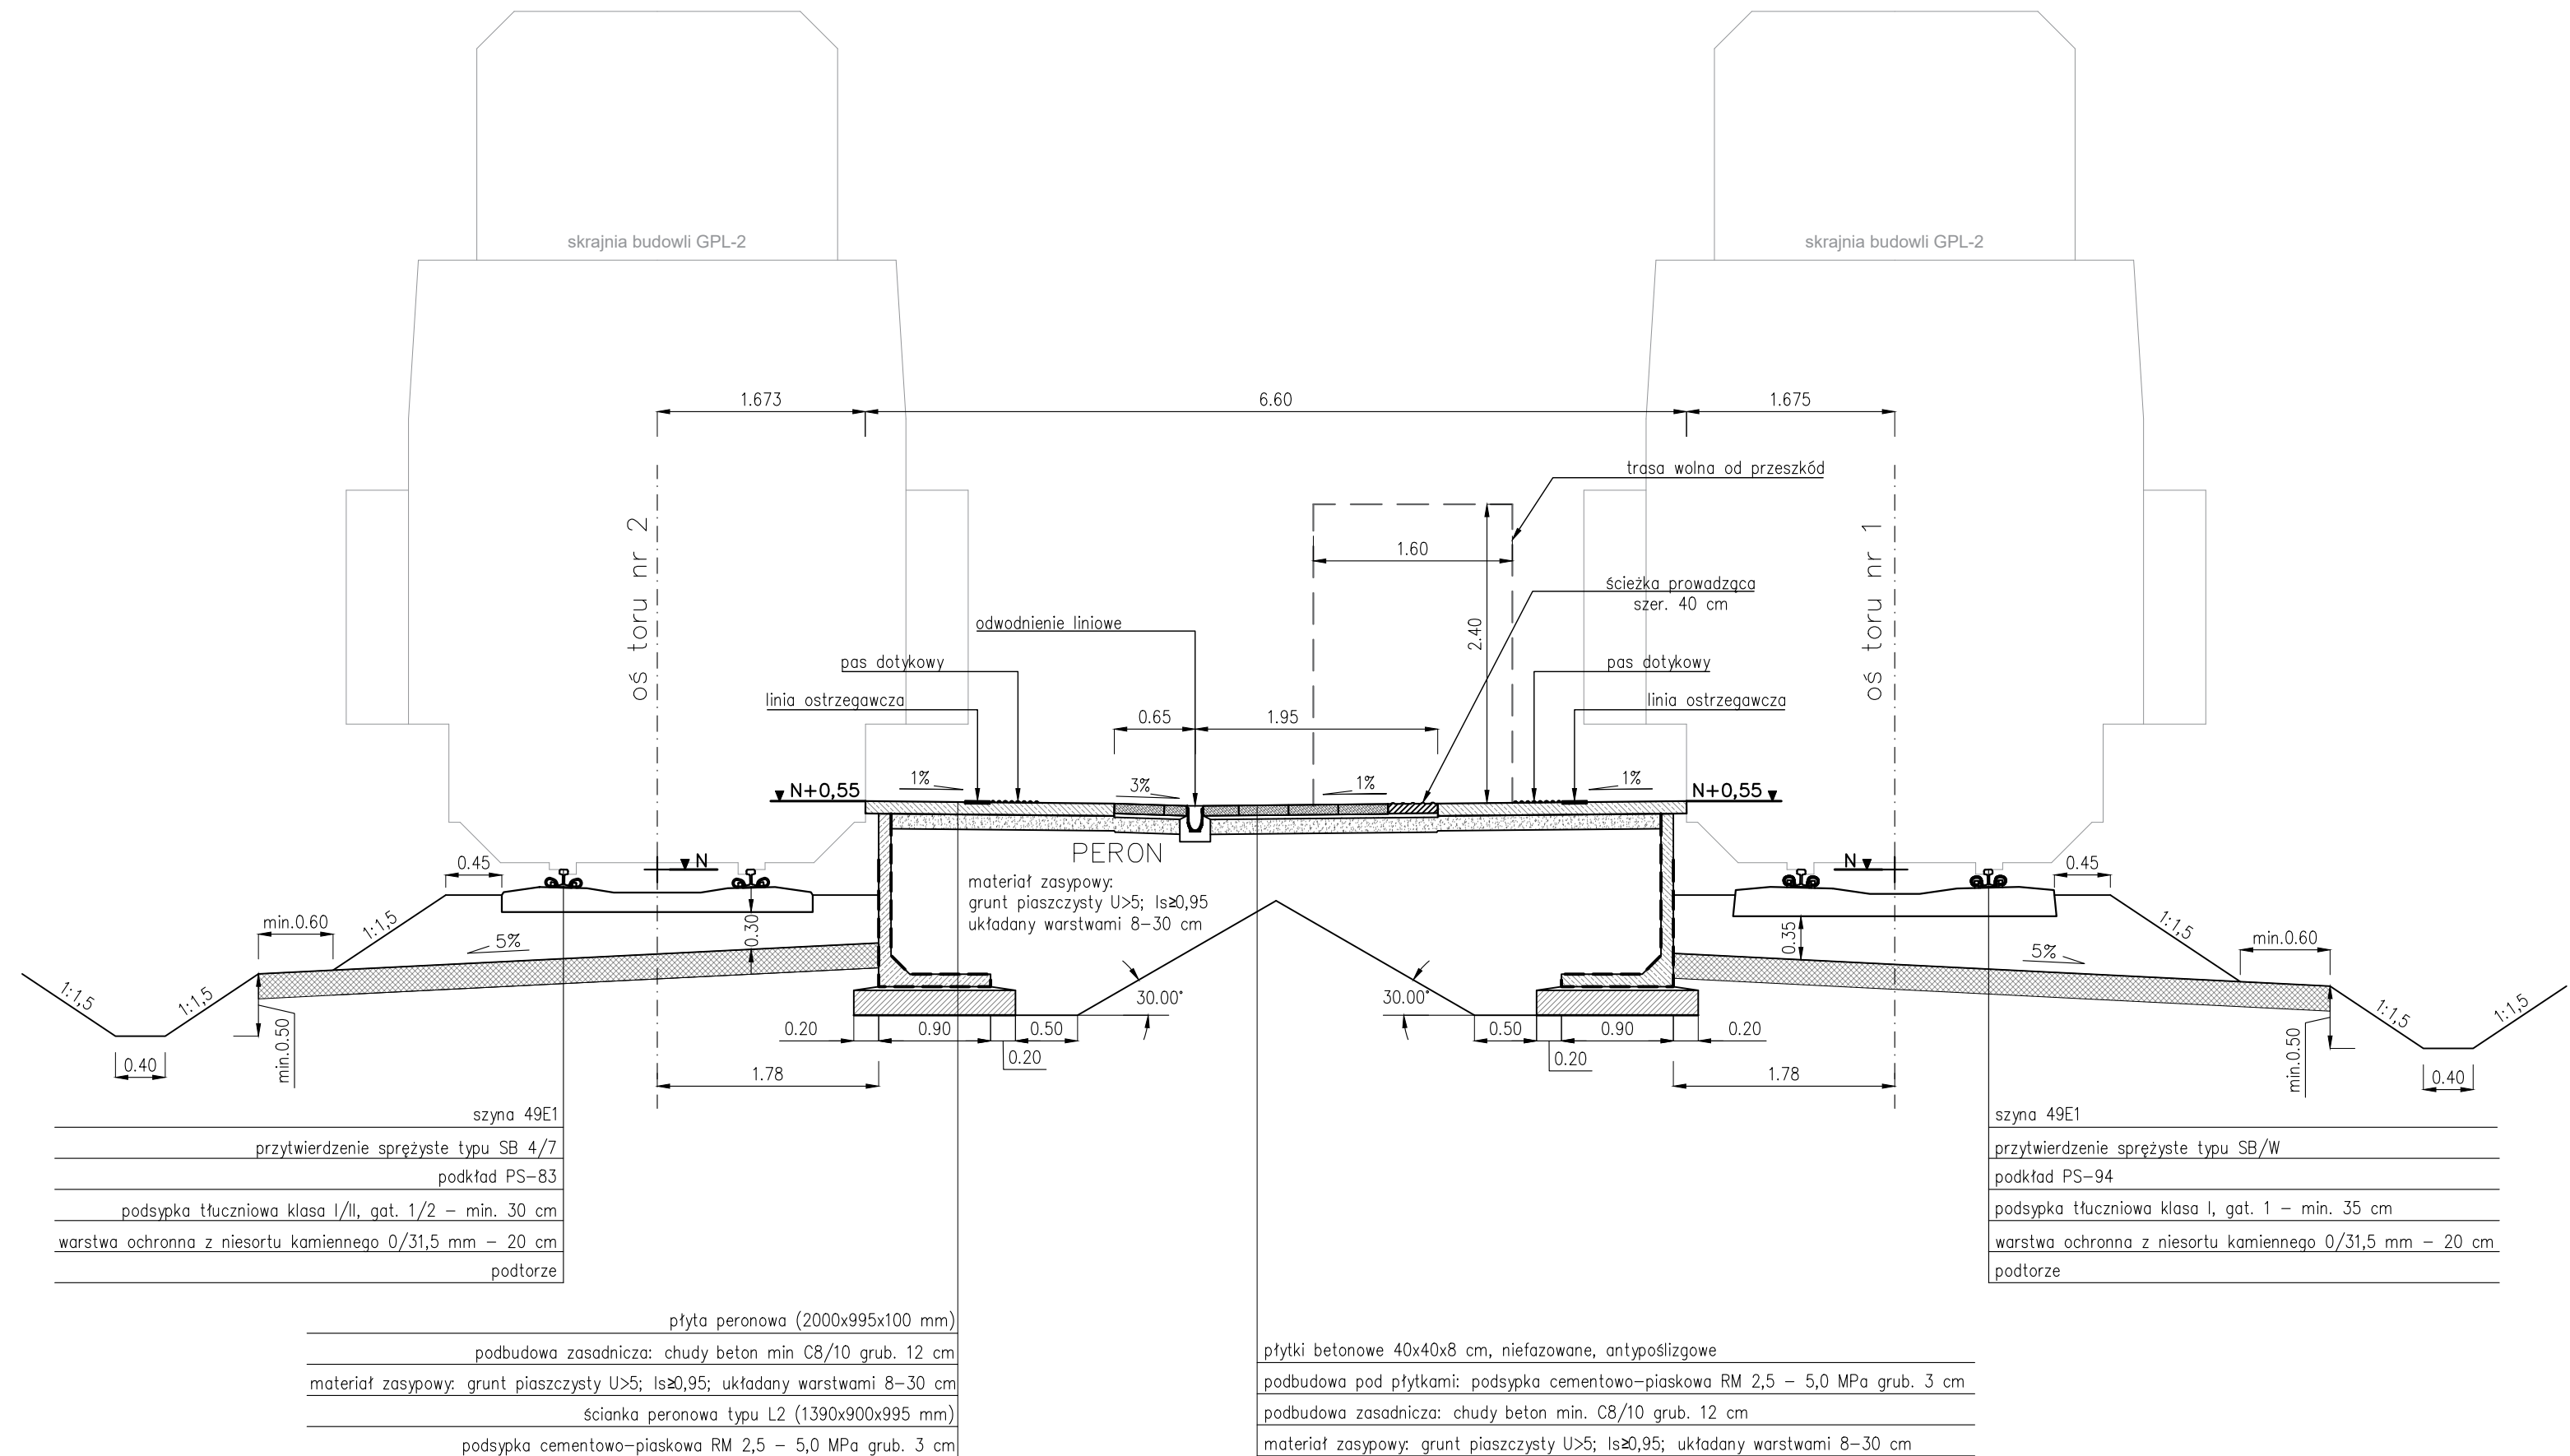 skrajnia budowli GPL-2
skrajnia budowli GPL-2
1.673
6.60
1.675
trasa wolna od przeszkód
oś toru nr 2
oś toru nr 1
1.60
ścieżka prowadząca
szer. 40 cm
2.40
odwodnienie liniowe
pas dotykowy
pas dotykowy
linia ostrzegawcza
linia ostrzegawcza
0.65
1.95
N+0,55
1%
3%
1%
1%
N+0,55
PERON
materiał zasypowy:
grunt piaszczysty U>5; Is≥0,95
układany warstwami 8-30 cm
N
N
0.45
0.45
min.0.60
1:1,5
5%
0.30
0.35
1:1,5
5%
min.0.60
1:1,5
1:1,5
30.00°
30.00°
1:1,5
1:1,5
0.40
min.0.50
0.20
0.90
0.50
0.20
0.50
0.90
0.20
0.20
min.0.50
0.40
1.78
1.78
szyna 49E1
przytwierdzenie sprężyste typu SB 4/7
podkład PS-83
podsypka tłuczniowa klasa I/II, gat. 1/2 - min. 30 cm
warstwa ochronna z niesortu kamiennego 0/31,5 mm - 20 cm
podtorze
szyna 49E1
przytwierdzenie sprężyste typu SB/W
podkład PS-94
podsypka tłuczniowa klasa I, gat. 1 - min. 35 cm
warstwa ochronna z niesortu kamiennego 0/31,5 mm - 20 cm
podtorze
płyta peronowa (2000x995x100 mm)
podbudowa zasadnicza: chudy beton min C8/10 grub. 12 cm
materiał zasypowy: grunt piaszczysty U>5; Is≥0,95; układany warstwami 8-30 cm
ścianka peronowa typu L2 (1390x900x995 mm)
podsypka cementowo-piaskowa RM 2,5 - 5,0 MPa grub. 3 cm
płytki betonowe 40x40x8 cm, niefazowane, antypoślizgowe
podbudowa pod płytkami: podsypka cementowo-piaskowa RM 2,5 - 5,0 MPa grub. 3 cm
podbudowa zasadnicza: chudy beton min. C8/10 grub. 12 cm
materiał zasypowy: grunt piaszczysty U>5; Is≥0,95; układany warstwami 8-30 cm